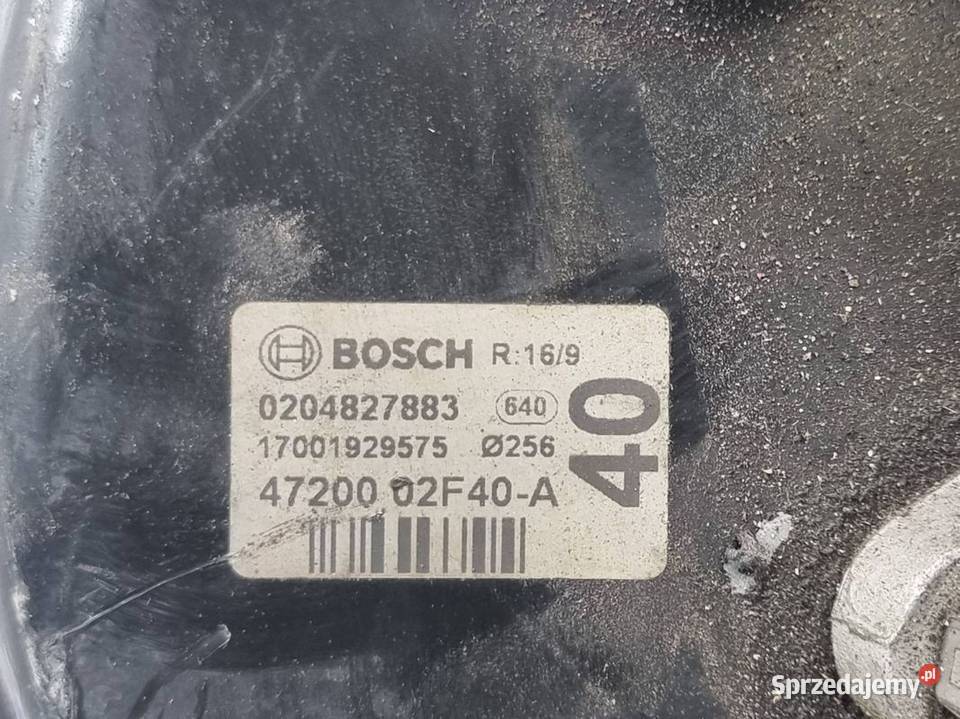 BOSCH R:16/9
0204827883 640
17001929575 Ø256
47200 02F40-A
40
Sprzedajemy.pl